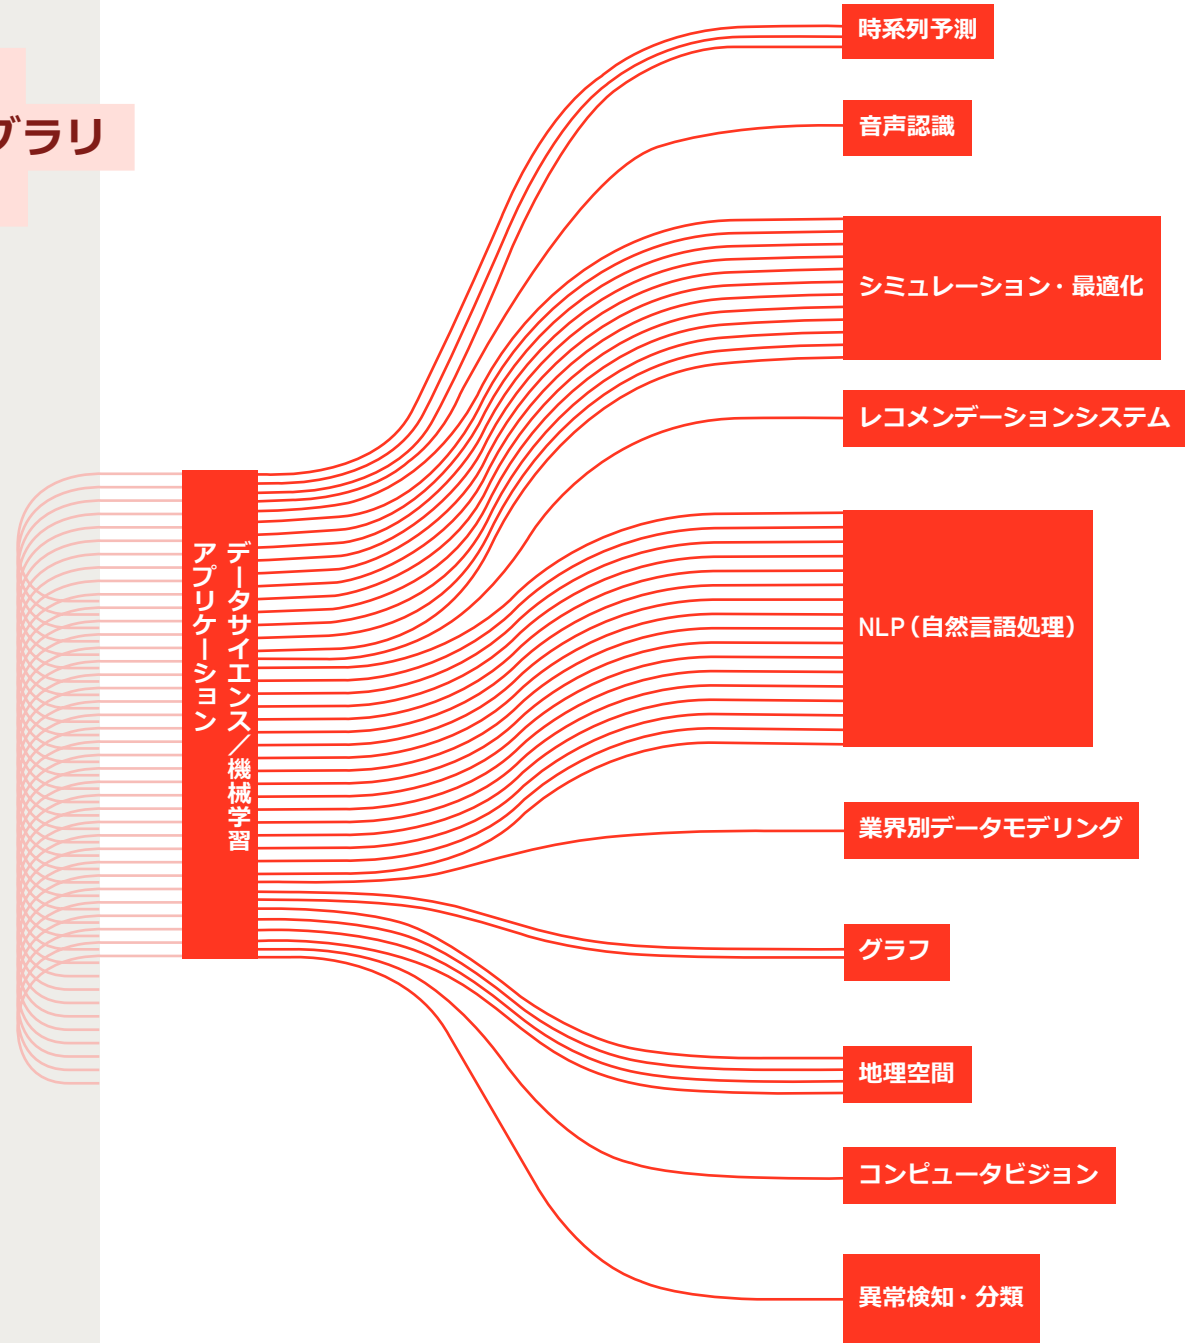 グラリ
データサイエンス／機械学習
アプリケーション
時系列予測
音声認識
シミュレーション・最適化
レコメンデーションシステム
NLP（自然言語処理）
業界別データモデリング
グラフ
地理空間
コンピュータビジョン
異常検知・分類